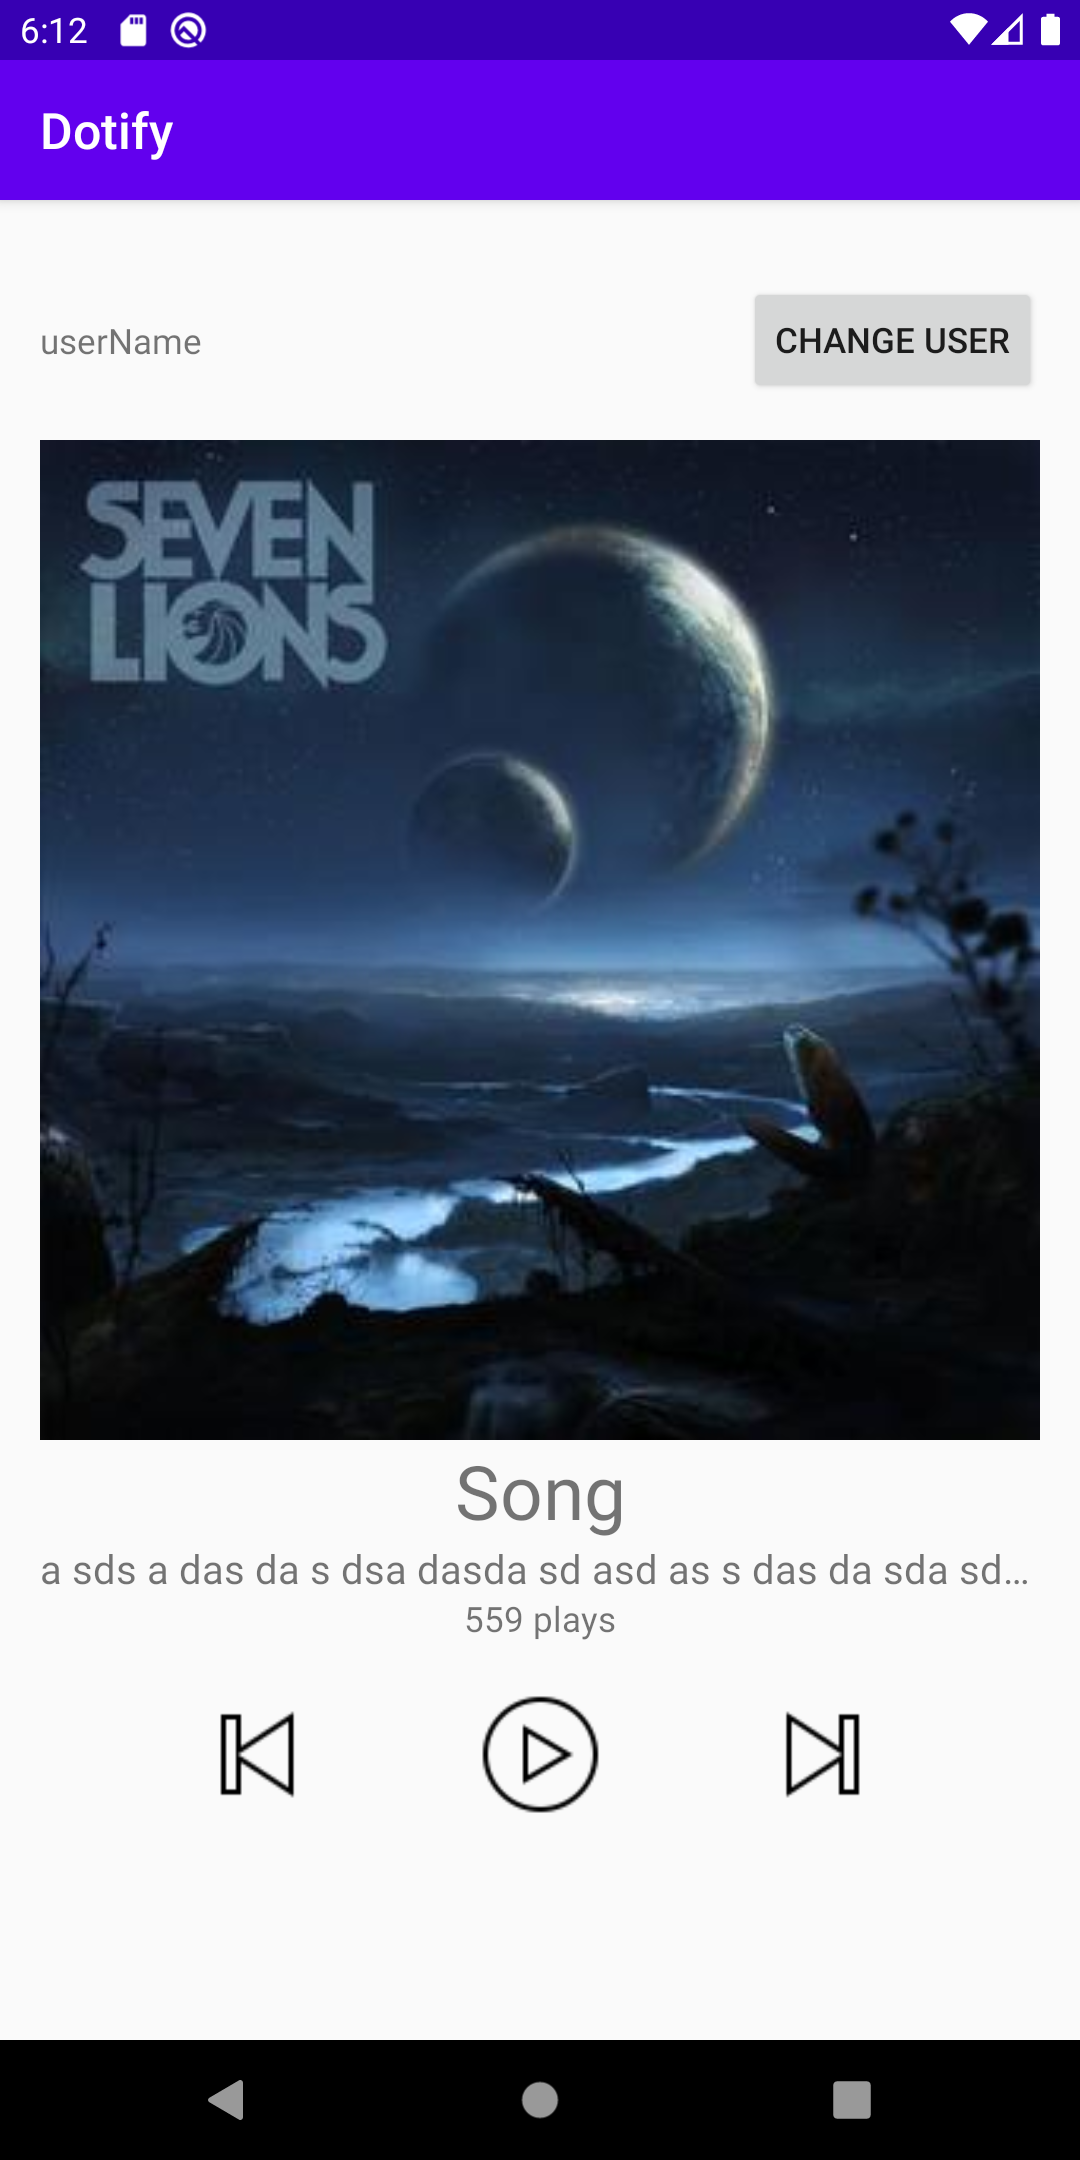 6:12
Dotify
userName
CHANGE USER
SEVEN
LIONS
Song
a sds a das da s dsa dasda sd asd as s das da sda sd...
559 plays